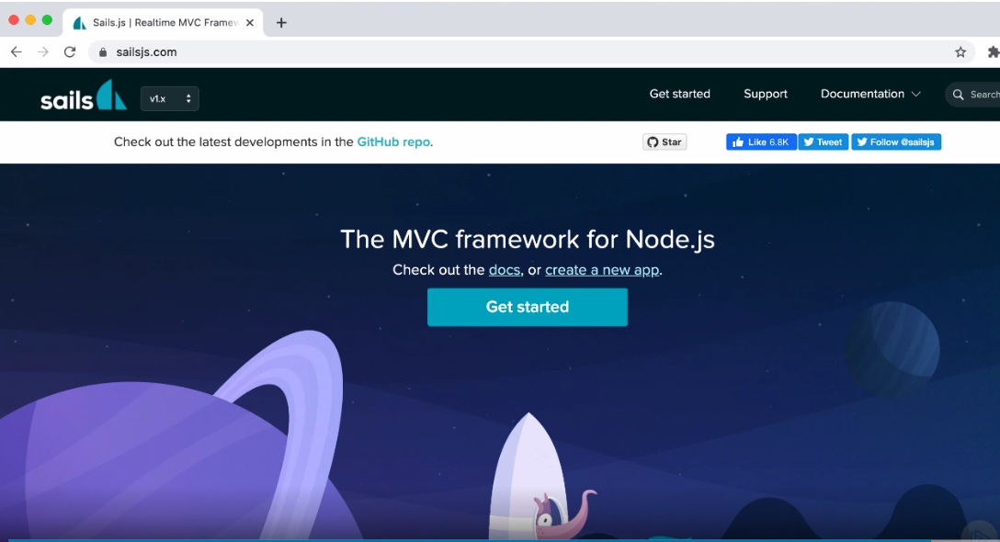 Sails.js | Realtime MVC Framew
sailsjs.com
sails
v1.x
Get started
Support
Documentation
Search
Check out the latest developments in the GitHub repo.
Star
Like 6.8K
Tweet
Follow @sailsjs
The MVC framework for Node.js
Check out the docs, or create a new app.
Get started